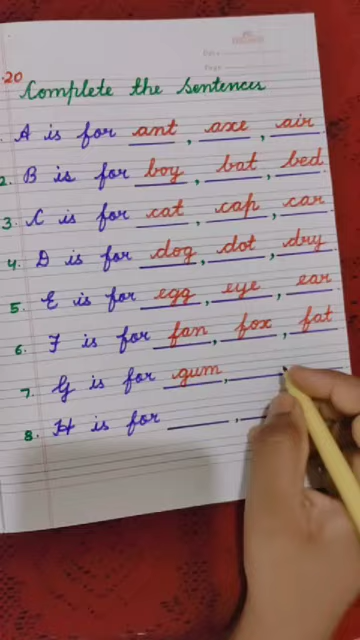 20
Complete the Sentences
A is for ant, axe, air
2. B is for boy, bat, bed
3. C is for cat, cap, car
4. D is for dog, dot, dry
5. E is for egg, eye, ear
6. F is for fan, fox, fat
7. G is for gum,
8. H is for